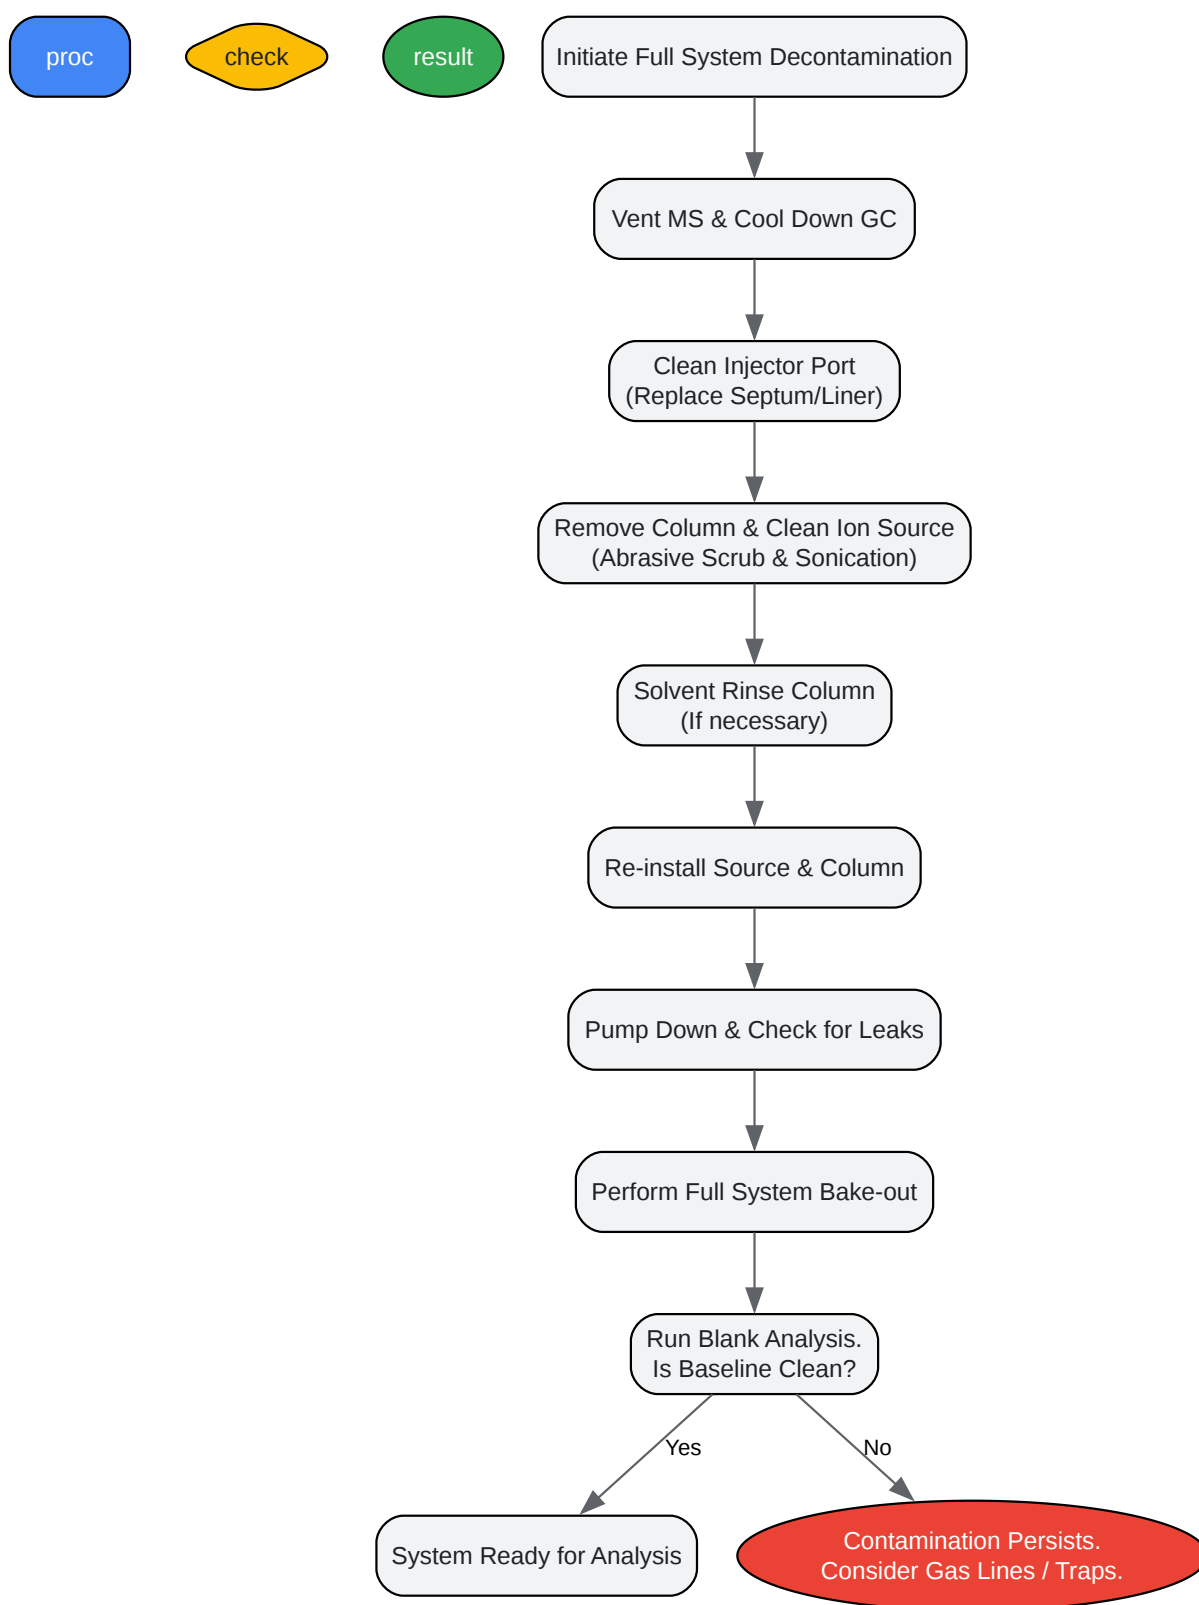 proc
check
result
Initiate Full System Decontamination
Vent MS & Cool Down GC
Clean Injector Port
(Replace Septum/Liner)
Remove Column & Clean Ion Source
(Abrasive Scrub & Sonication)
Solvent Rinse Column
(If necessary)
Re-install Source & Column
Pump Down & Check for Leaks
Perform Full System Bake-out
Run Blank Analysis.
Is Baseline Clean?
Yes
No
System Ready for Analysis
Contamination Persists.
Consider Gas Lines / Traps.